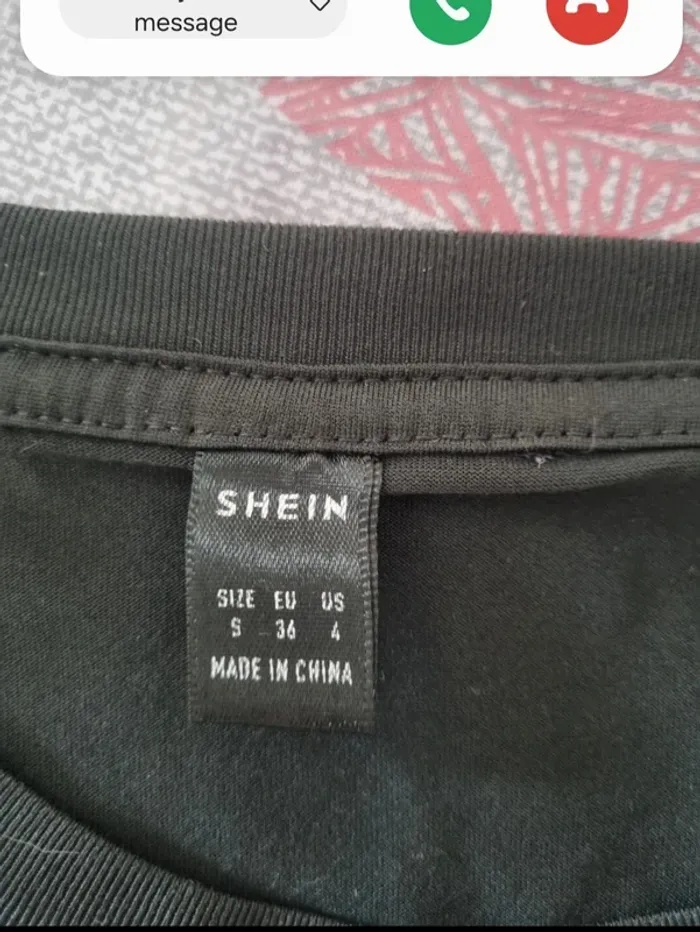 message
SHEIN
SIZE EU US
S 36 4
MADE IN CHINA